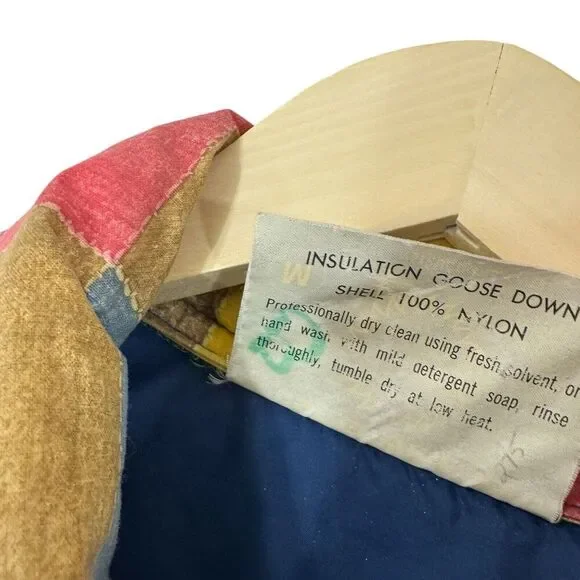 INSULATION GOOSE DOWN
SHELL 100% NYLON
Professionally dry clean using fresh solvent, or
hand wash with mild detergent soap, rinse
thoroughly, tumble dry at low heat.
W
275